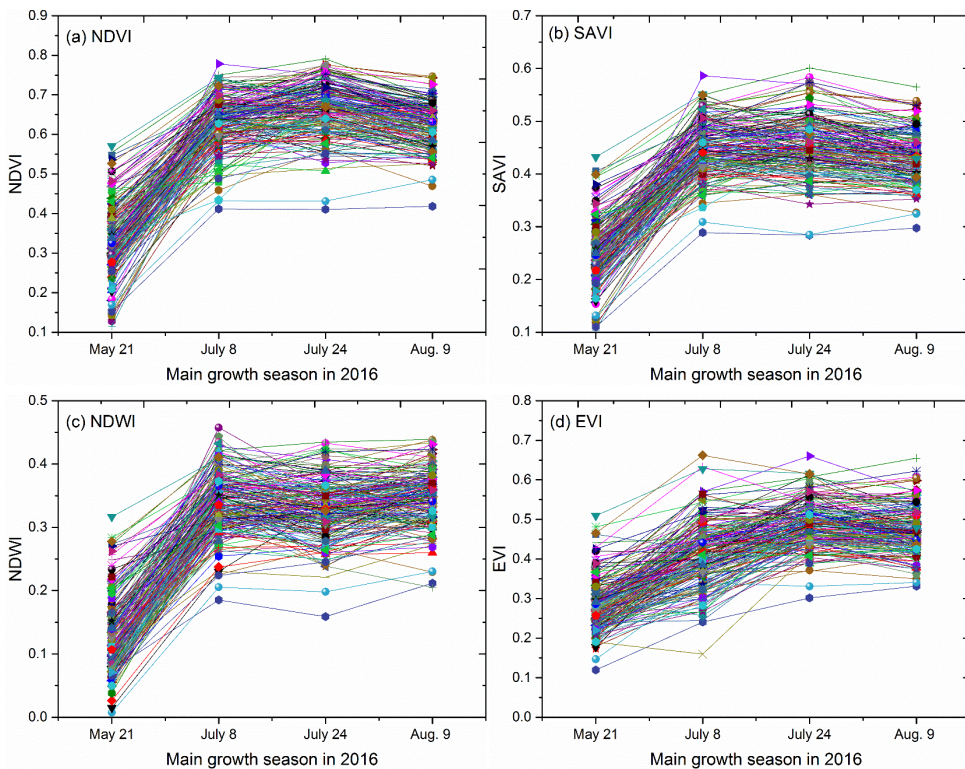 (a) NDVI
NDVI
0.9
0.8
0.7
0.6
0.5
0.4
0.3
0.2
0.1
May 21 July 8 July 24 Aug. 9
Main growth season in 2016
(b) SAVI
SAVI
0.7
0.6
0.5
0.4
0.3
0.2
0.1
May 21 July 8 July 24 Aug. 9
Main growth season in 2016
(c) NDWI
NDWI
0.5
0.4
0.3
0.2
0.1
0.0
May 21 July 8 July 24 Aug. 9
Main growth season in 2016
(d) EVI
EVI
0.8
0.7
0.6
0.5
0.4
0.3
0.2
0.1
0.0
May 21 July 8 July 24 Aug. 9
Main growth season in 2016